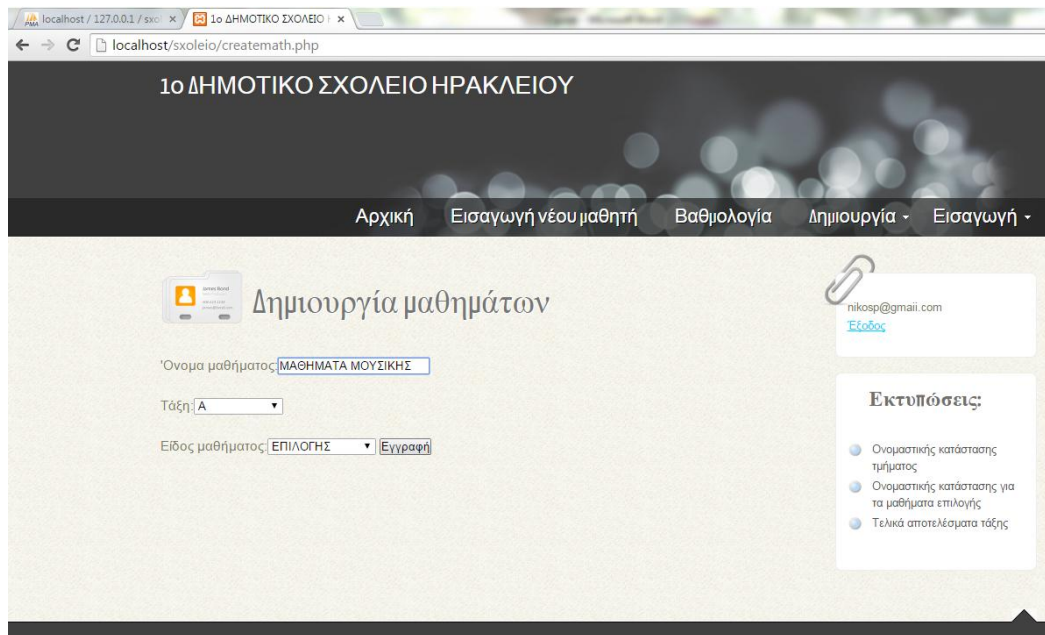 localhost / 127.0.0.1 / sxo
1ο ΔΗΜΟΤΙΚΟ ΣΧΟΛΕΙΟ
localhost/sxoleio/createmath.php
1ο ΔΗΜΟΤΙΚΟ ΣΧΟΛΕΙΟ ΗΡΑΚΛΕΙΟΥ
Αρχική Εισαγωγή νέου μαθητή Βαθμολογία Δημιουργία Εισαγωγή
Δημιουργία μαθημάτων
Όνομα μαθήματος: ΜΑΘΗΜΑΤΑ ΜΟΥΣΙΚΗΣ
Τάξη: Α
Είδος μαθήματος: ΕΠΙΛΟΓΗΣ Εγγραφή
nikosp@gmaii.com
Έξοδος
Εκτυπώσεις:
Ονομαστικής κατάστασης
τμήματος
Ονομαστικής κατάστασης για
τα μαθήματα επιλογής
Τελικά αποτελέσματα τάξης